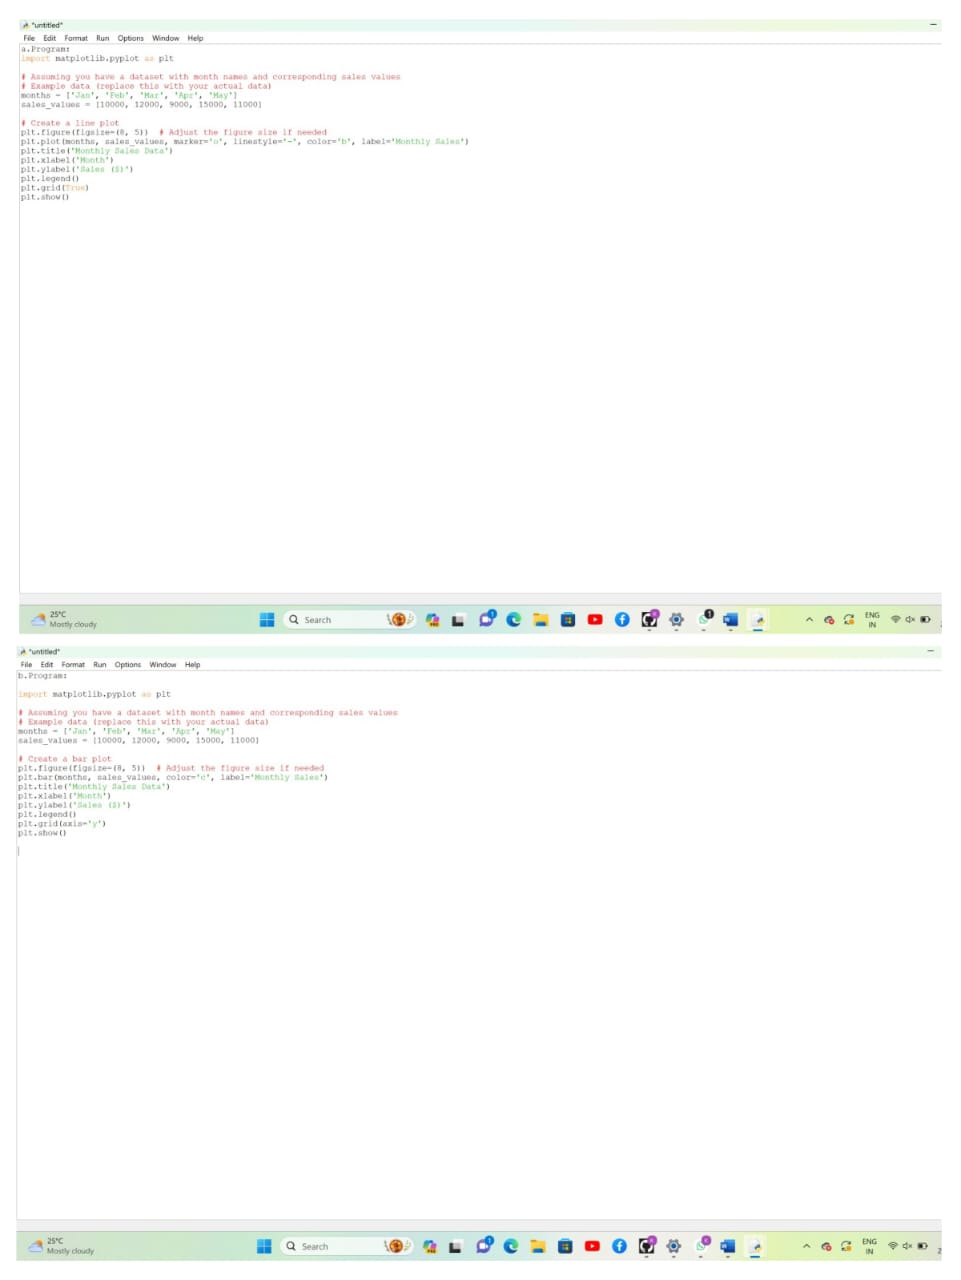 *untitled*
File Edit Format Run Options Window Help
a.Program:
import matplotlib.pyplot as plt
# Assuming you have a dataset with month names and corresponding sales values
# Example data (replace this with your actual data)
months = ['Jan', 'Feb', 'Mar', 'Apr', 'May']
sales_values = [10000, 12000, 9000, 15000, 11000]
# Create a line plot
plt.figure(figsize=(8, 5))  # Adjust the figure size if needed
plt.plot(months, sales_values, marker='o', linestyle='-', color='b', label='Monthly Sales')
plt.title('Monthly Sales Data')
plt.xlabel('Month')
plt.ylabel('Sales ($)')
plt.legend()
plt.grid(True)
plt.show()
25°C
Mostly cloudy
Search
ENG
IN
*untitled*
File Edit Format Run Options Window Help
b.Program:
import matplotlib.pyplot as plt
# Assuming you have a dataset with month names and corresponding sales values
# Example data (replace this with your actual data)
months = ['Jan', 'Feb', 'Mar', 'Apr', 'May']
sales_values = [10000, 12000, 9000, 15000, 11000]
# Create a bar plot
plt.figure(figsize=(8, 5))  # Adjust the figure size if needed
plt.bar(months, sales_values, color='c', label='Monthly Sales')
plt.title('Monthly Sales Data')
plt.xlabel('Month')
plt.ylabel('Sales ($)')
plt.legend()
plt.grid(axis='y')
plt.show()
25°C
Mostly cloudy
Search
ENG
IN